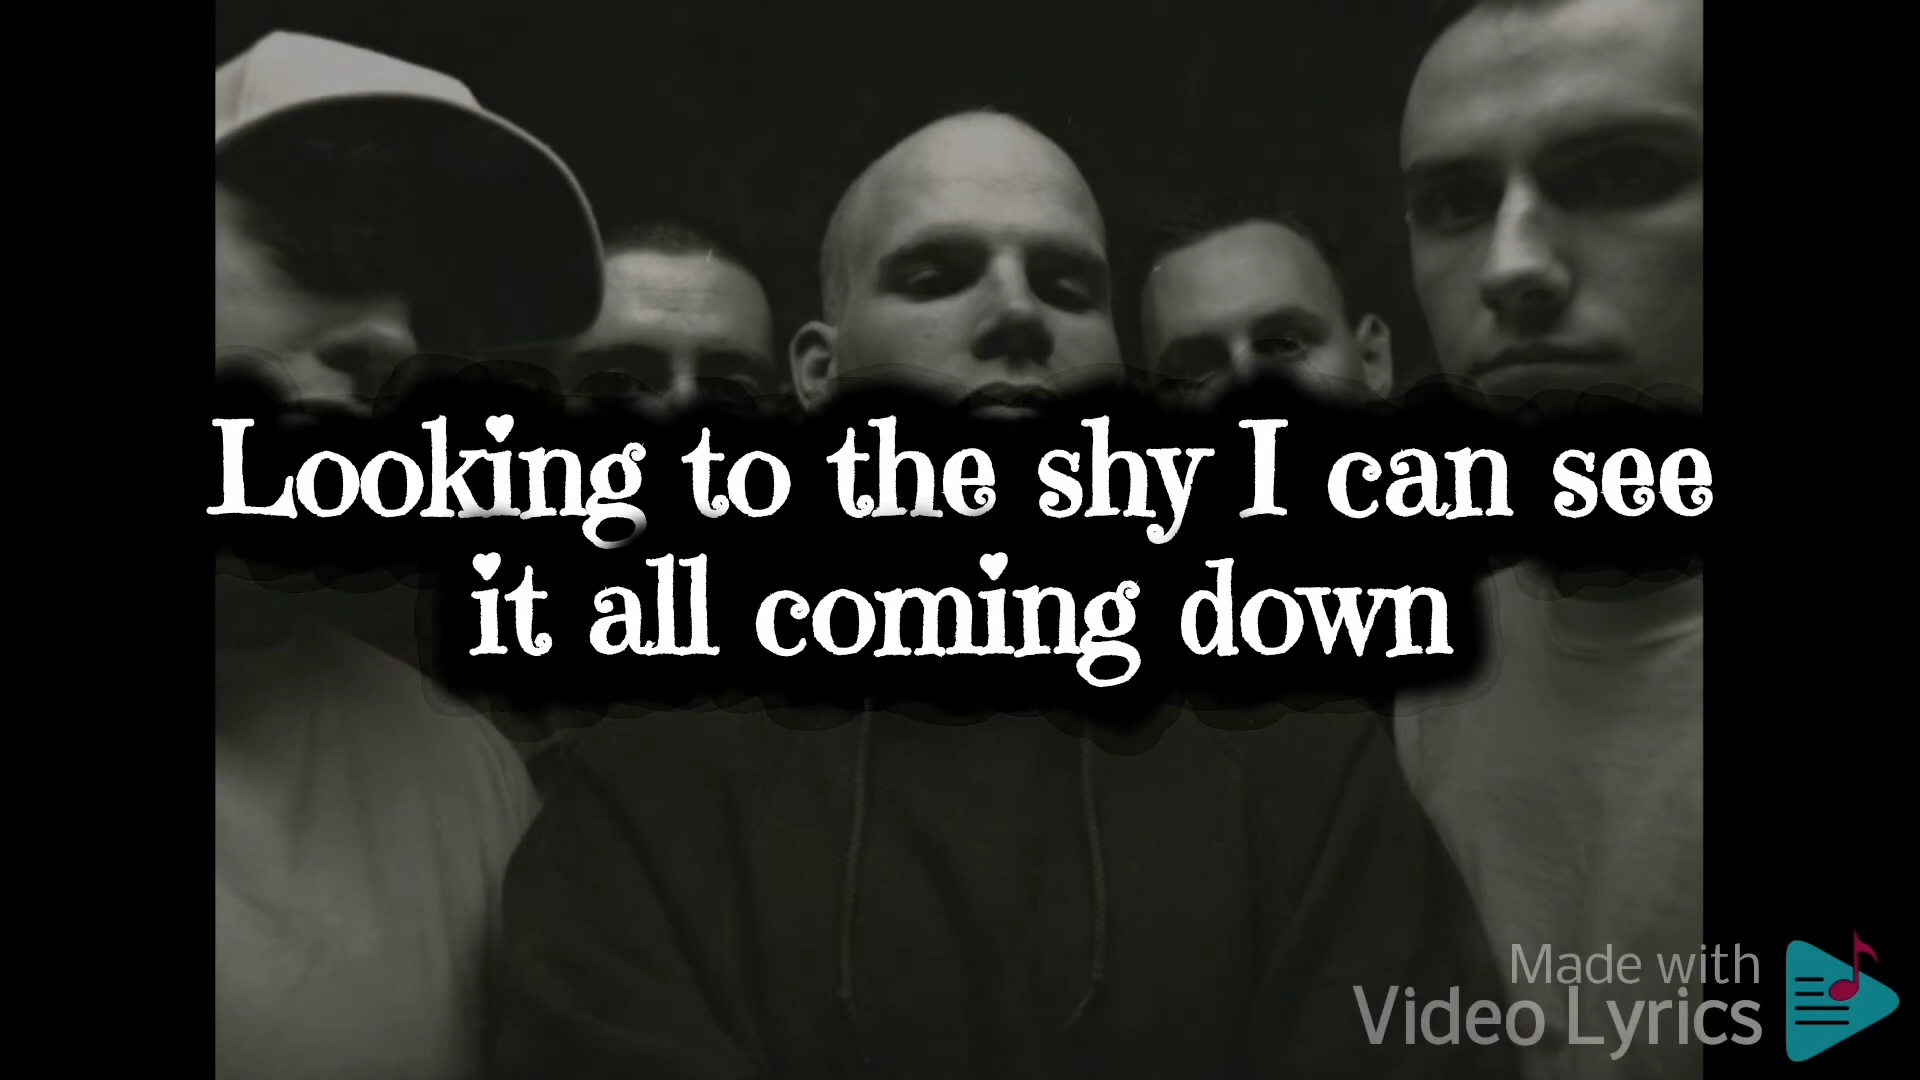 Looking to the shy I can see
it all coming down
Made with
Video Lyrics